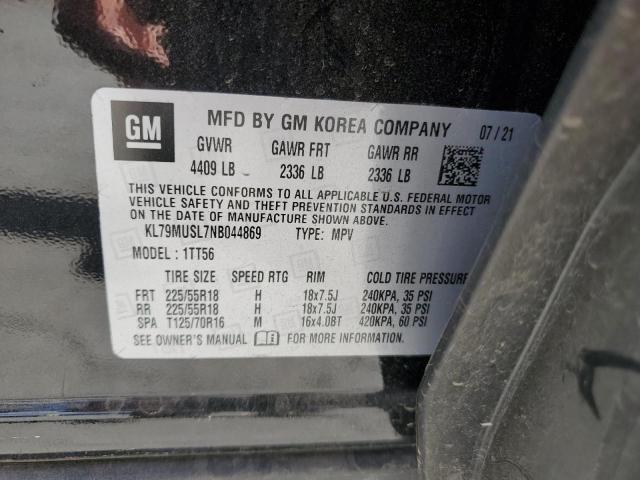 GM
MFD BY GM KOREA COMPANY 07/21
GVWR GAWR FRT GAWR RR
4409 LB 2336 LB 2336 LB
THIS VEHICLE CONFORMS TO ALL APPLICABLE U.S. FEDERAL MOTOR
VEHICLE SAFETY AND THEFT PREVENTION STANDARDS IN EFFECT
ON THE DATE OF MANUFACTURE SHOWN ABOVE.
KL79MUSL7NB044869 TYPE: MPV
MODEL: 1TT56
TIRE SIZE SPEED RTG RIM COLD TIRE PRESSURE
FRT 225/55R18 H 18x7.5J 240KPA, 35 PSI
RR 225/55R18 H 18x7.5J 240KPA, 35 PSI
SPA T125/70R16 M 16x4.0BT 420KPA, 60 PSI
SEE OWNER'S MANUAL FOR MORE INFORMATION.